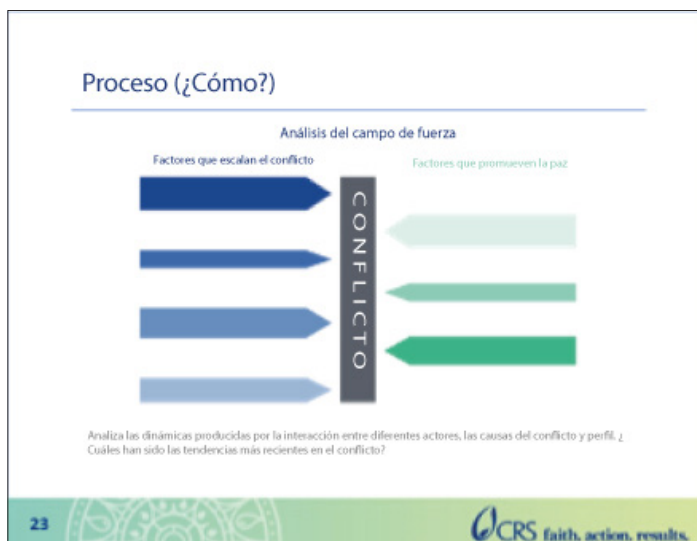 Proceso (¿Cómo?)
Análisis del campo de fuerza
Factores que escalan el conflicto
Factores que promueven la paz
CONFLICTO
Analiza las dinámicas producidas por la interacción entre diferentes actores, las causas del conflicto y perfil. ¿
Cuáles han sido las tendencias más recientes en el conflicto?
23
CRS faith. action. results.